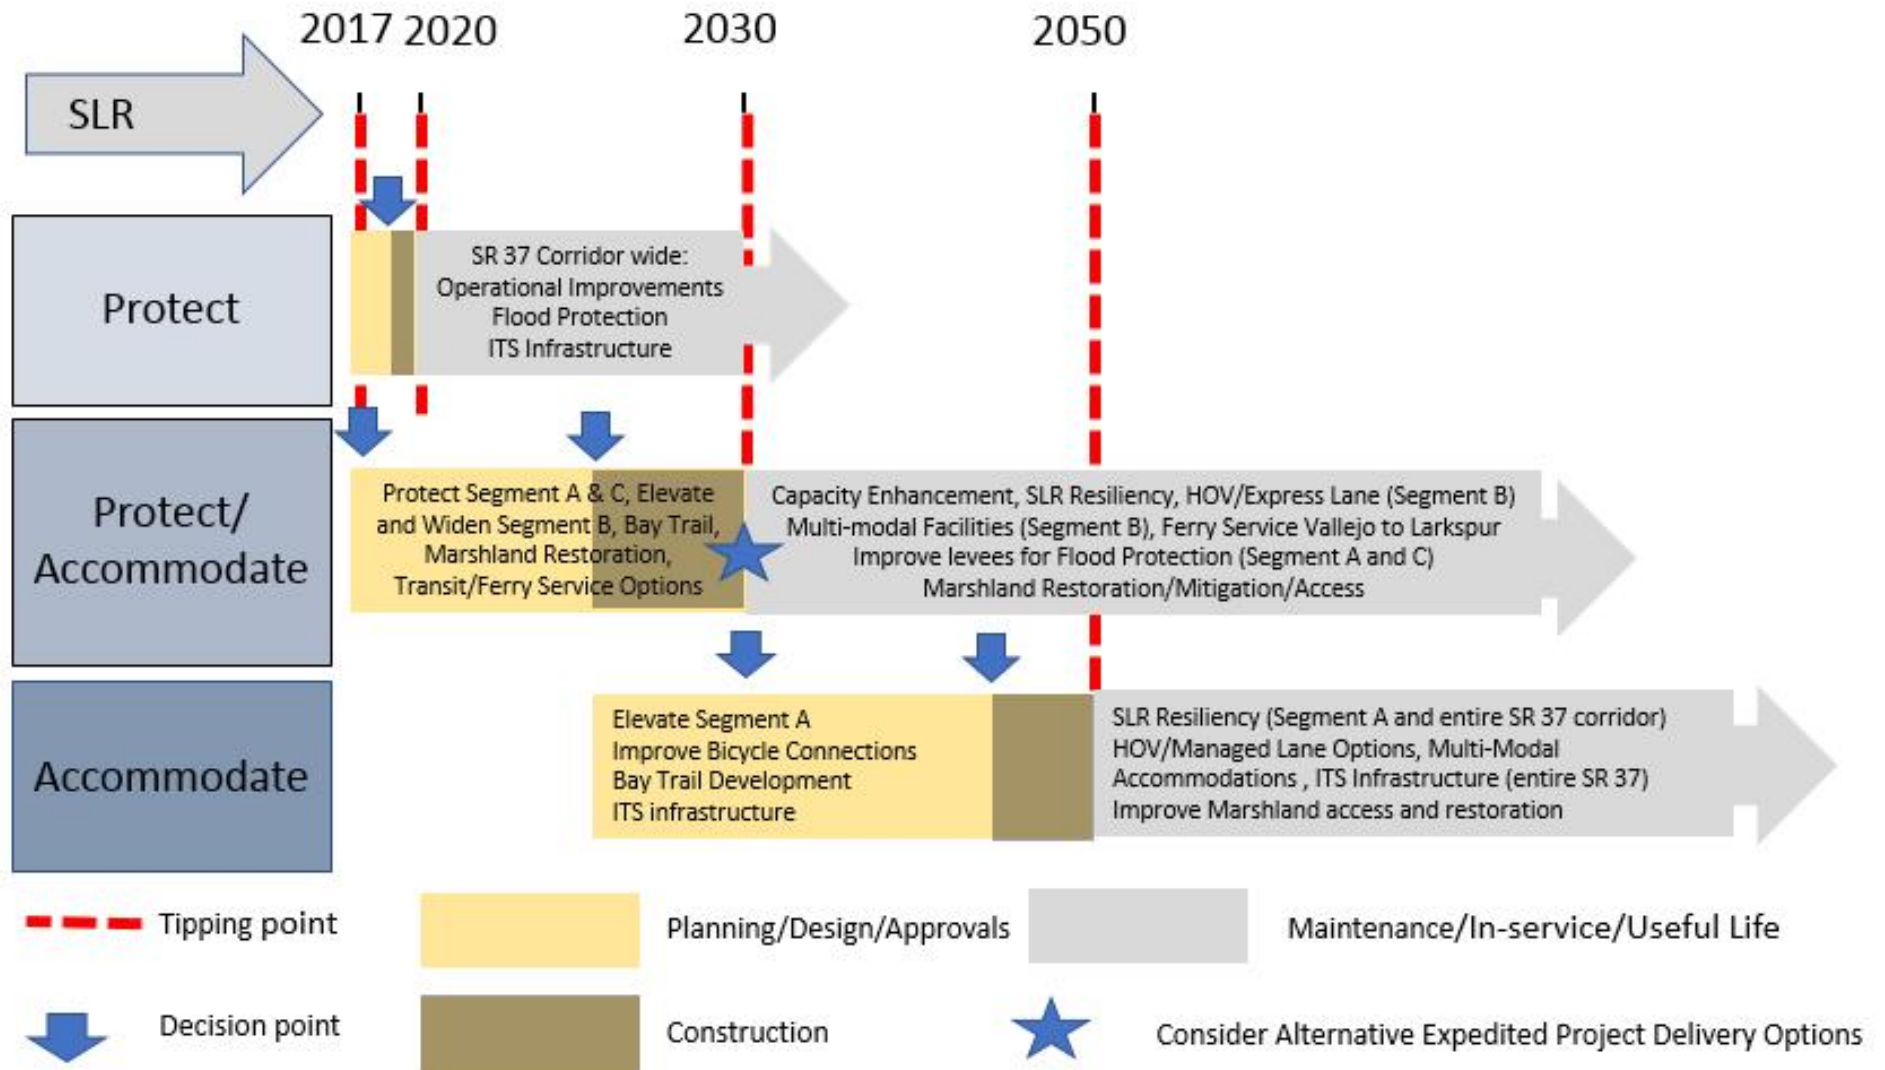 2017 2020 2030 2050
SLR
Protect
SR 37 Corridor wide:
Operational Improvements
Flood Protection
ITS Infrastructure
Protect/
Accommodate
Protect Segment A & C, Elevate
and Widen Segment B, Bay Trail,
Marshland Restoration,
Transit/Ferry Service Options
Capacity Enhancement, SLR Resiliency, HOV/Express Lane (Segment B)
Multi-modal Facilities (Segment B), Ferry Service Vallejo to Larkspur
Improve levees for Flood Protection (Segment A and C)
Marshland Restoration/Mitigation/Access
Accommodate
Elevate Segment A
Improve Bicycle Connections
Bay Trail Development
ITS infrastructure
SLR Resiliency (Segment A and entire SR 37 corridor)
HOV/Managed Lane Options, Multi-Modal
Accommodations , ITS Infrastructure (entire SR 37)
Improve Marshland access and restoration
Tipping point
Planning/Design/Approvals
Maintenance/In-service/Useful Life
Decision point
Construction
Consider Alternative Expedited Project Delivery Options